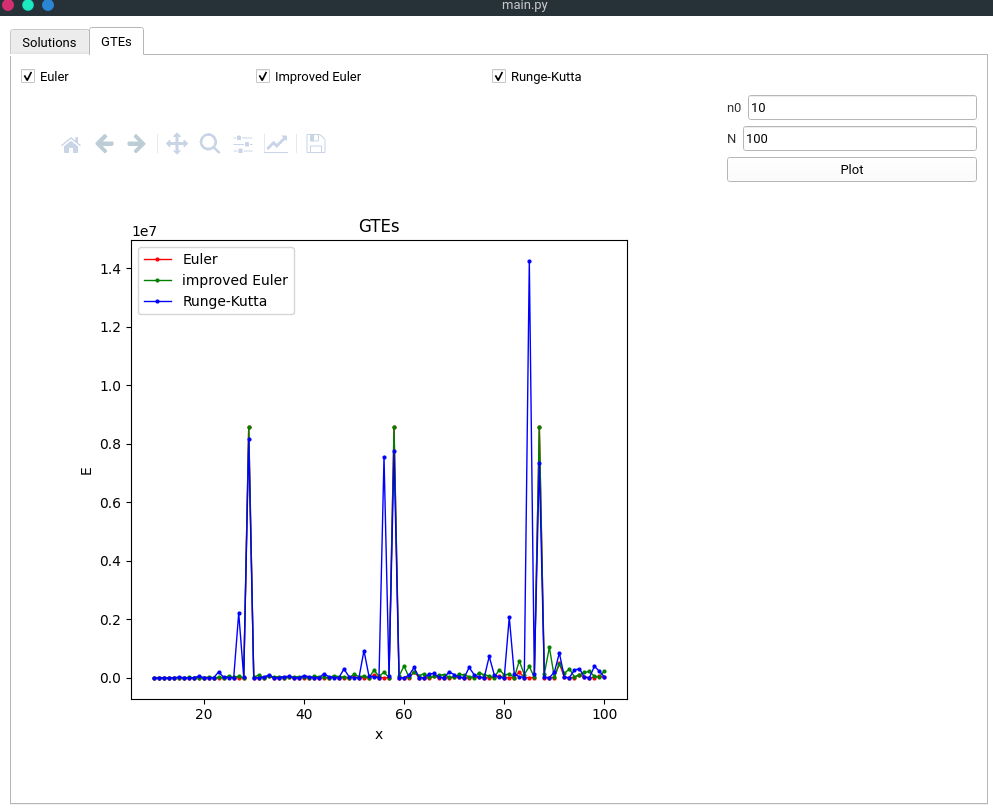 main.py
Solutions GTEs
Euler Improved Euler Runge-Kutta
n0 10
N 100
Plot
GTEs
1e7
Euler
improved Euler
Runge-Kutta
1.4
1.2
1.0
0.8
0.6
0.4
0.2
0.0
E
20 40 60 80 100
x